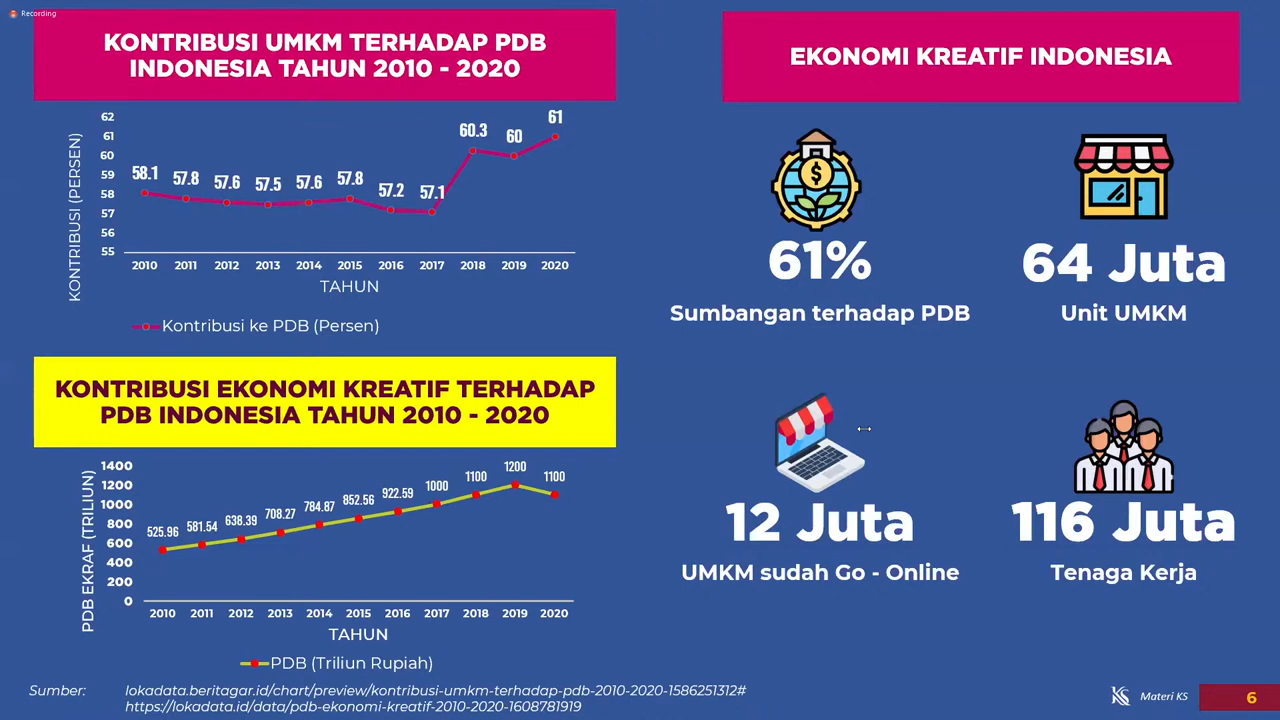 Recording
KONTRIBUSI UMKM TERHADAP PDB
INDONESIA TAHUN 2010 - 2020
62
61
60
59
58
57
56
55
KONTRIBUSI (PERSEN)
58.1
57.8
57.6
57.5
57.6
57.8
57.2
57.1
60.3
60
61
2010 2011 2012 2013 2014 2015 2016 2017 2018 2019 2020
TAHUN
Kontribusi ke PDB (Persen)
KONTRIBUSI EKONOMI KREATIF TERHADAP
PDB INDONESIA TAHUN 2010 - 2020
1400
1200
1000
800
600
400
200
0
PDB EKRAF (TRILIUN)
525.96
581.54
638.39
708.27
784.87
852.56
922.59
1000
1100
1200
1100
2010 2011 2012 2013 2014 2015 2016 2017 2018 2019 2020
TAHUN
PDB (Triliun Rupiah)
EKONOMI KREATIF INDONESIA
$
61%
Sumbangan terhadap PDB
64 Juta
Unit UMKM
12 Juta
UMKM sudah Go - Online
116 Juta
Tenaga Kerja
Sumber: lokadata.beritagar.id/chart/preview/kontribusi-umkm-terhadap-pdb-2010-2020-1586251312#
https://lokadata.id/data/pdb-ekonomi-kreatif-2010-2020-1608781919
KS Materi KS
6